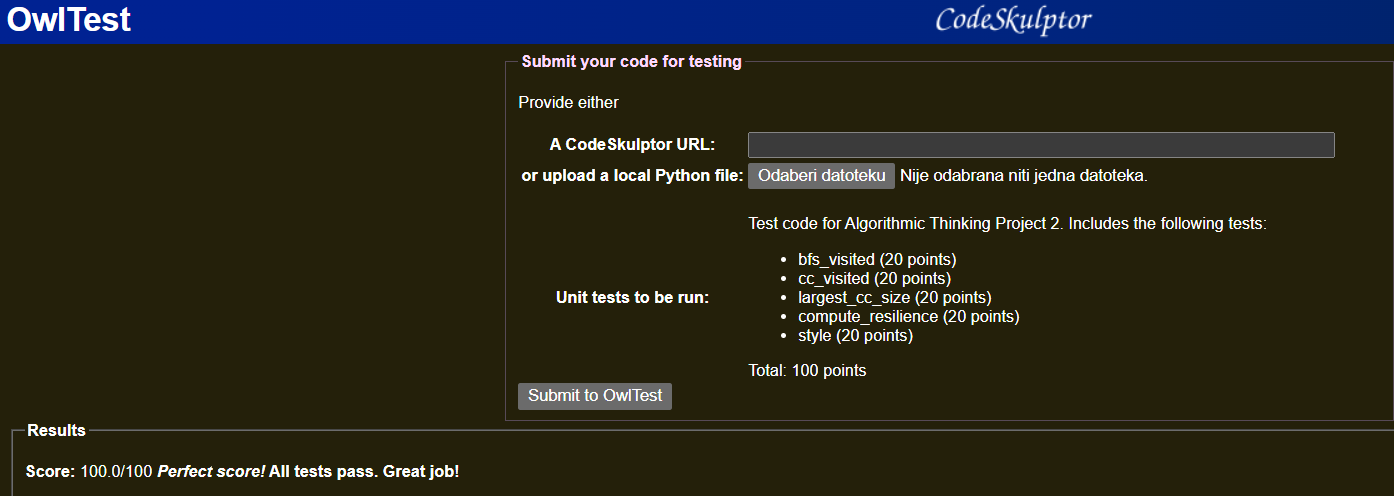 OwlTest
CodeSkulptor
Submit your code for testing
Provide either
A CodeSkulptor URL:
or upload a local Python file: Odaberi datoteku Nije odabrana niti jedna datoteka.
Test code for Algorithmic Thinking Project 2. Includes the following tests:
Unit tests to be run:
• bfs_visited (20 points)
• cc_visited (20 points)
• largest_cc_size (20 points)
• compute_resilience (20 points)
• style (20 points)
Total: 100 points
Submit to OwlTest
Results
Score: 100.0/100 Perfect score! All tests pass. Great job!